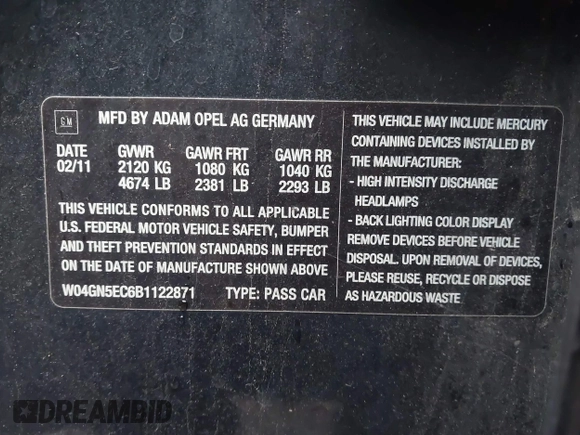 GM
MFD BY ADAM OPEL AG GERMANY
DATE GVWR GAWR FRT GAWR RR
02/11 2120 KG 1080 KG 1040 KG
4674 LB 2381 LB 2293 LB
THIS VEHICLE CONFORMS TO ALL APPLICABLE
U.S. FEDERAL MOTOR VEHICLE SAFETY, BUMPER
AND THEFT PREVENTION STANDARDS IN EFFECT
ON THE DATE OF MANUFACTURE SHOWN ABOVE
W04GN5EC6B1122871 TYPE: PASS CAR
THIS VEHICLE MAY INCLUDE MERCURY
CONTAINING DEVICES INSTALLED BY
THE MANUFACTURER:
- HIGH INTENSITY DISCHARGE
HEADLAMPS
- BACK LIGHTING COLOR DISPLAY
REMOVE DEVICES BEFORE VEHICLE
DISPOSAL. UPON REMOVAL OF DEVICES,
PLEASE REUSE, RECYCLE OR DISPOSE
AS HAZARDOUS WASTE
DREAMBID